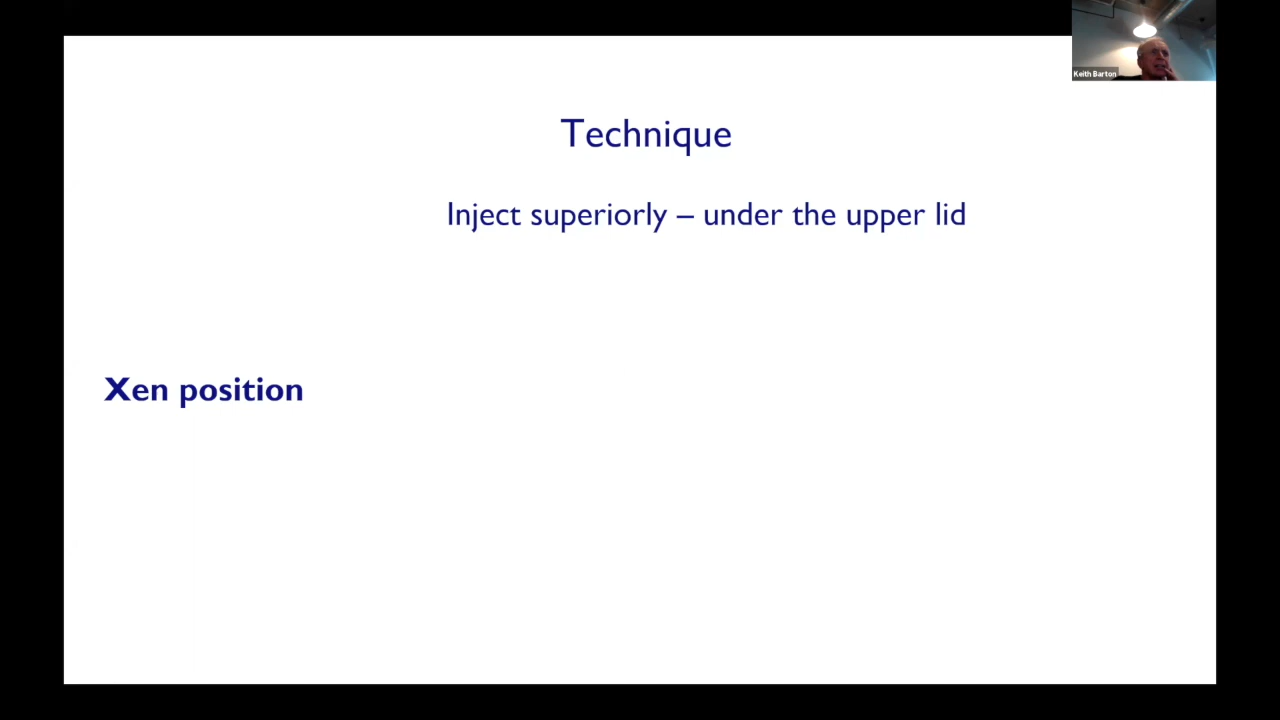 Keith Barton
Technique
Inject superiorly – under the upper lid
Xen position